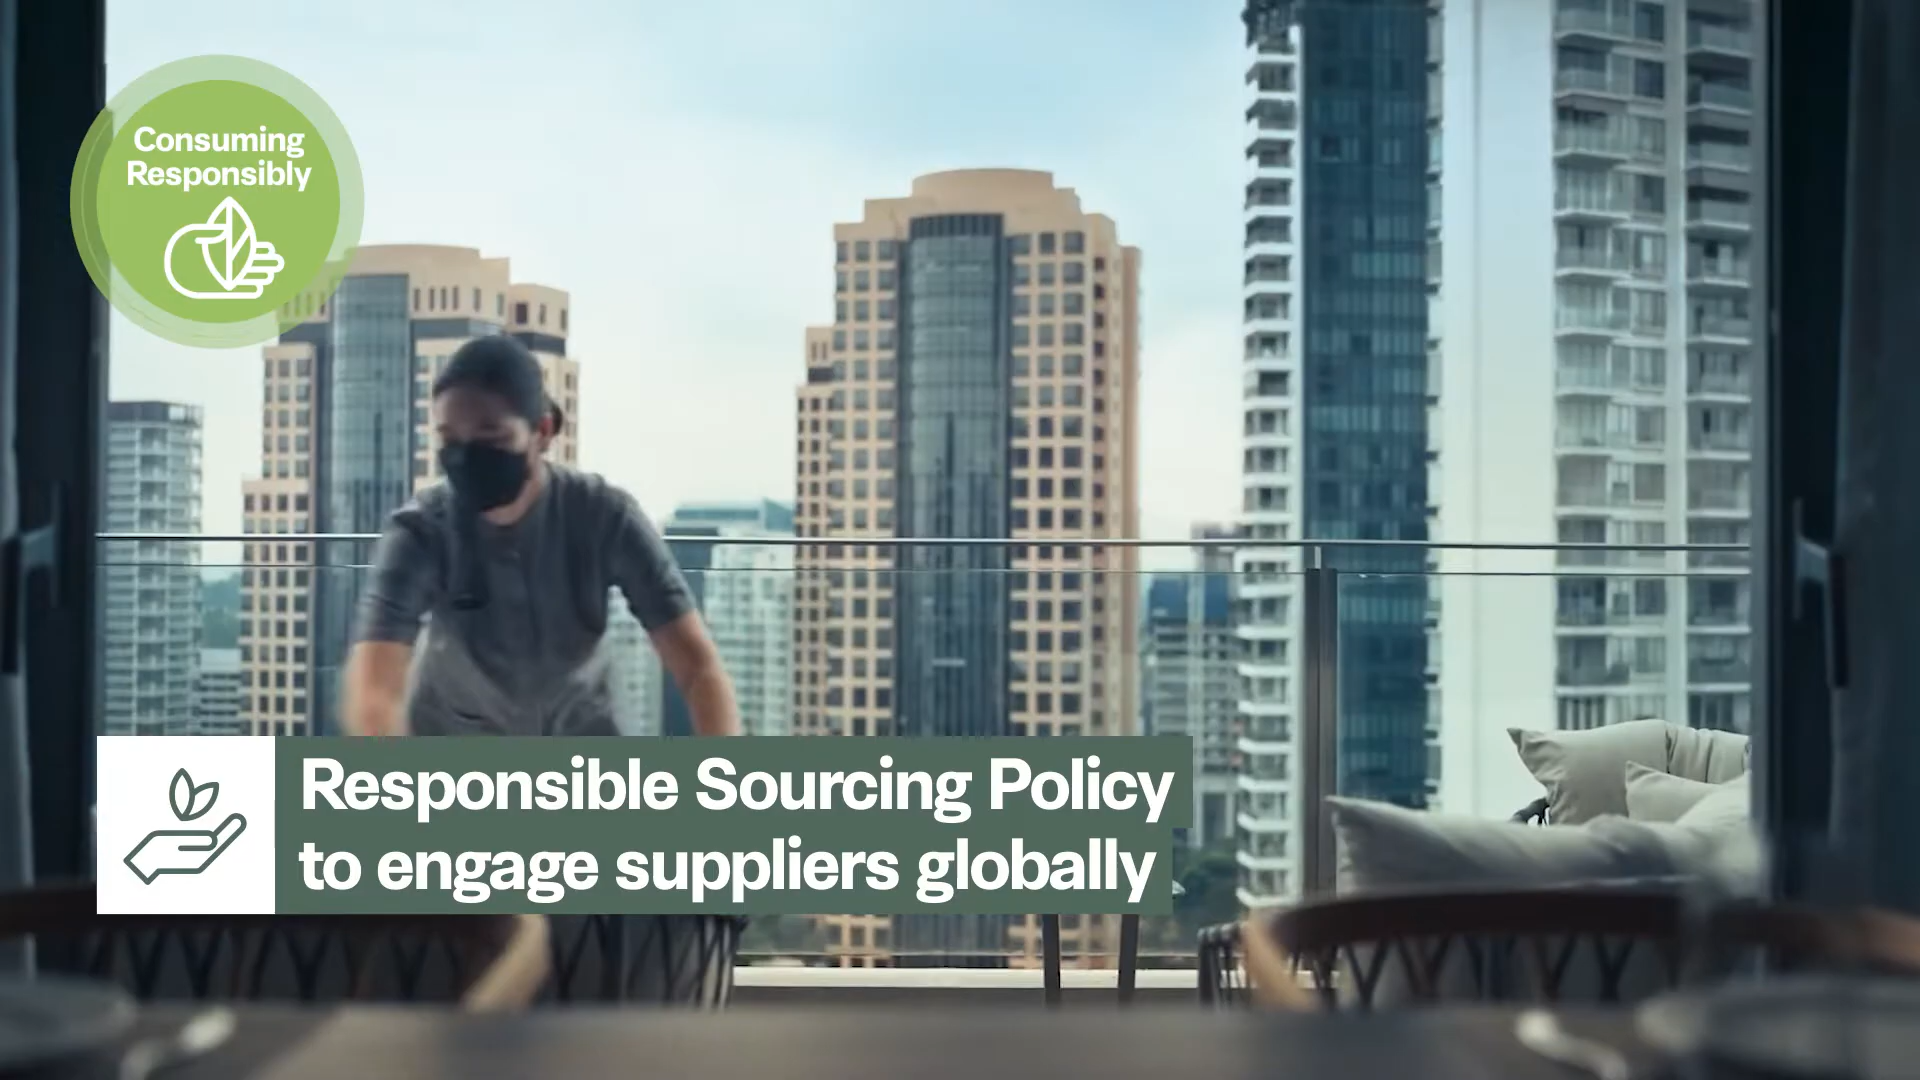 Consuming
Responsibly
Responsible Sourcing Policy
to engage suppliers globally